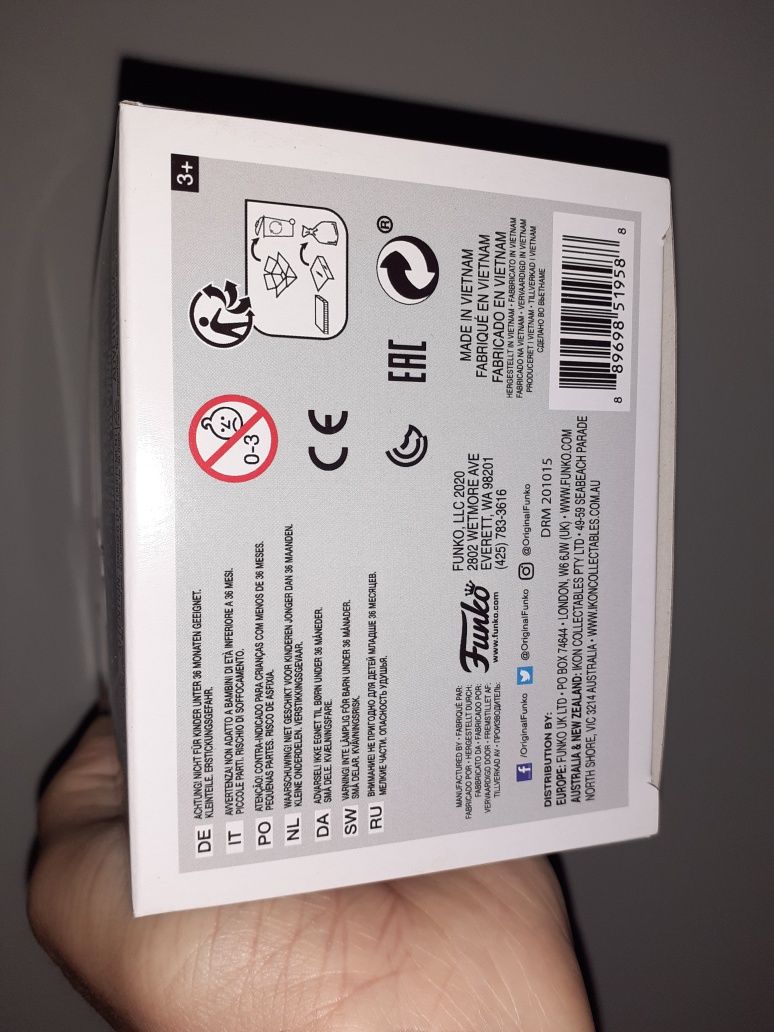 DE ACHTUNG! NICHT FÜR KINDER UNTER 36 MONATEN GEEIGNET.
KLEINTEILE. ERSTICKUNGSGEFAHR.
IT AVVERTENZA! NON ADATTO A BAMBINI DI ETÀ INFERIORE A 36 MESI.
PICCOLE PARTI. RISCHIO DI SOFFOCAMENTO.
PO ATENÇÃO! CONTRA-INDICADO PARA CRIANÇAS COM MENOS DE 36 MESES.
PEQUENAS PARTES. RISCO DE ASFIXIA.
NL WAARSCHUWING! NIET GESCHIKT VOOR KINDEREN JONGER DAN 36 MAANDEN.
KLEINE ONDERDELEN. VERSTIKKINGSGEVAAR.
DA ADVARSEL! IKKE EGNET TIL BØRN UNDER 36 MÅNEDER.
SMÅ DELE. KVÆLNINGSFARE.
SW VARNING! INTE LÄMPLIG FÖR BARN UNDER 36 MÅNADER.
SMÅ DELAR. KVÄVNINGSRISK.
RU ВНИМАНИЕ! НЕ ПРИГОДНО ДЛЯ ДЕТЕЙ МЛАДШЕ 36 МЕСЯЦЕВ.
МЕЛКИЕ ЧАСТИ. ОПАСНОСТЬ УДУШЬЯ.
0-3
CE
3+
EAC
®
MANUFACTURED BY • FABRIQUÉ PAR:
FABRICADO POR • HERGESTELLT DURCH:
FABBRICATO DA • FABRICADO POR:
VERVAARDIGD DOOR • FREMSTILLET AF:
TILLVERKAD AV • ПРОИЗВОДИТЕЛЬ:
Funko
www.funko.com
FUNKO, LLC 2020
2802 WETMORE AVE
EVERETT, WA 98201
(425) 783-3616
/OriginalFunko @OriginalFunko @OriginalFunko
MADE IN VIETNAM
FABRIQUÉ EN VIETNAM
FABRICADO EN VIETNAM
HERGESTELLT IN VIETNAM • FABBRICATO IN VIETNAM
FABRICADO NA VIETNAM • VERVAARDIGD IN VIETNAM
PRODUCERET I VIETNAM • TILLVERKAD I VIETNAM
СДЕЛАНО ВО ВЬЕТНАМЕ
DRM 201015
DISTRIBUTION BY:
EUROPE: FUNKO UK LTD • PO BOX 74644 • LONDON, W6 6JW (UK) • WWW.FUNKO.COM
AUSTRALIA & NEW ZEALAND: IKON COLLECTABLES PTY LTD • 49-59 SEABEACH PARADE
NORTH SHORE, VIC 3214 AUSTRALIA • WWW.IKONCOLLECTABLES.COM.AU
8 89698 51958 8